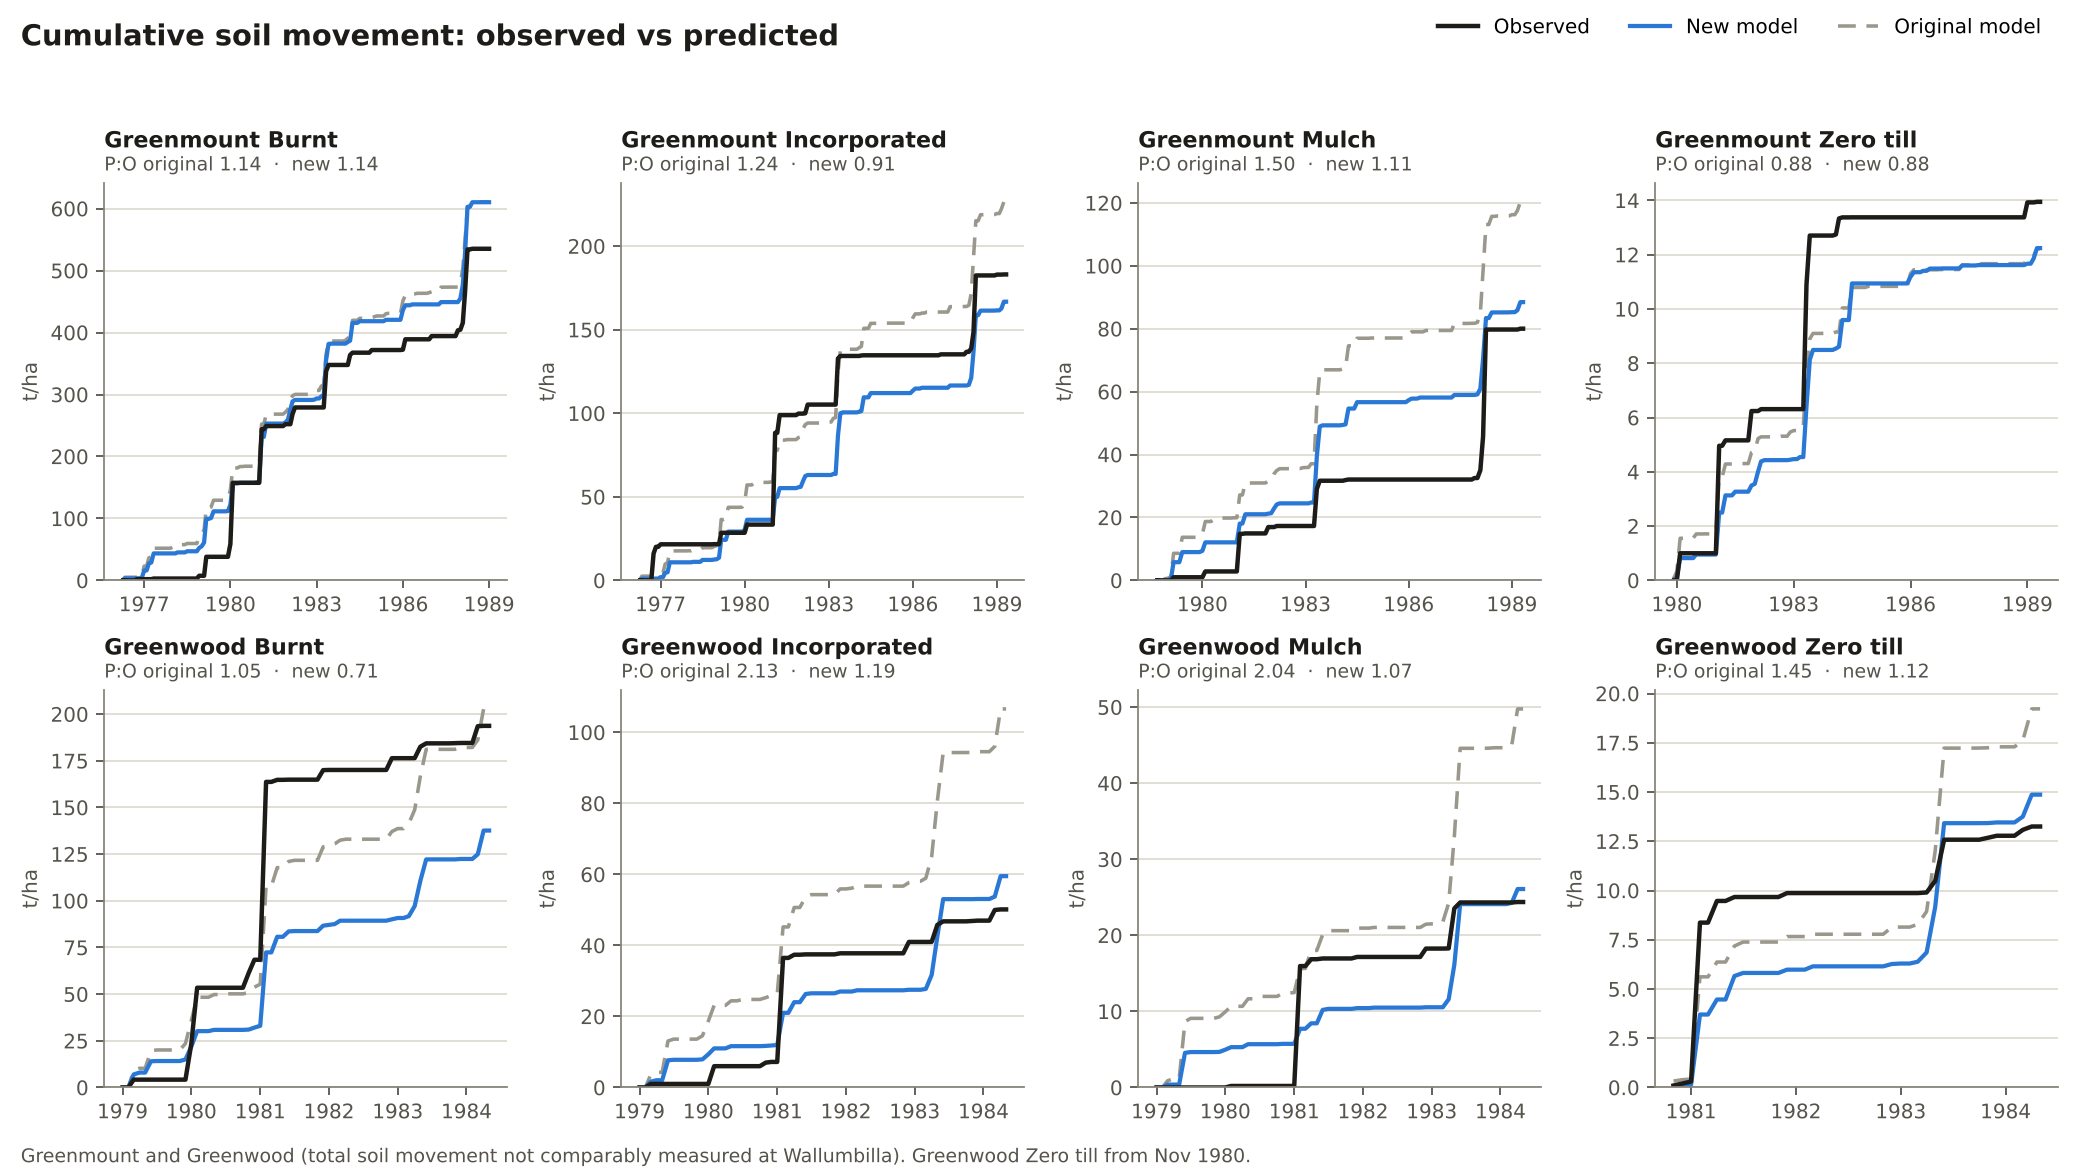 Cumulative soil movement: observed vs predicted
Observed
New model
Original model
Greenmount Burnt
P:O original 1.14 · new 1.14
t/ha
600
500
400
300
200
100
0
1977 1980 1983 1986 1989
Greenmount Incorporated
P:O original 1.24 · new 0.91
t/ha
200
150
100
50
0
1977 1980 1983 1986 1989
Greenmount Mulch
P:O original 1.50 · new 1.11
t/ha
120
100
80
60
40
20
0
1980 1983 1986 1989
Greenmount Zero till
P:O original 0.88 · new 0.88
t/ha
14
12
10
8
6
4
2
0
1980 1983 1986 1989
Greenwood Burnt
P:O original 1.05 · new 0.71
t/ha
200
175
150
125
100
75
50
25
0
1979 1980 1981 1982 1983 1984
Greenwood Incorporated
P:O original 2.13 · new 1.19
t/ha
100
80
60
40
20
0
1979 1980 1981 1982 1983 1984
Greenwood Mulch
P:O original 2.04 · new 1.07
t/ha
50
40
30
20
10
0
1979 1980 1981 1982 1983 1984
Greenwood Zero till
P:O original 1.45 · new 1.12
t/ha
20.0
17.5
15.0
12.5
10.0
7.5
5.0
2.5
0.0
1981 1982 1983 1984
Greenmount and Greenwood (total soil movement not comparably measured at Wallumbilla). Greenwood Zero till from Nov 1980.